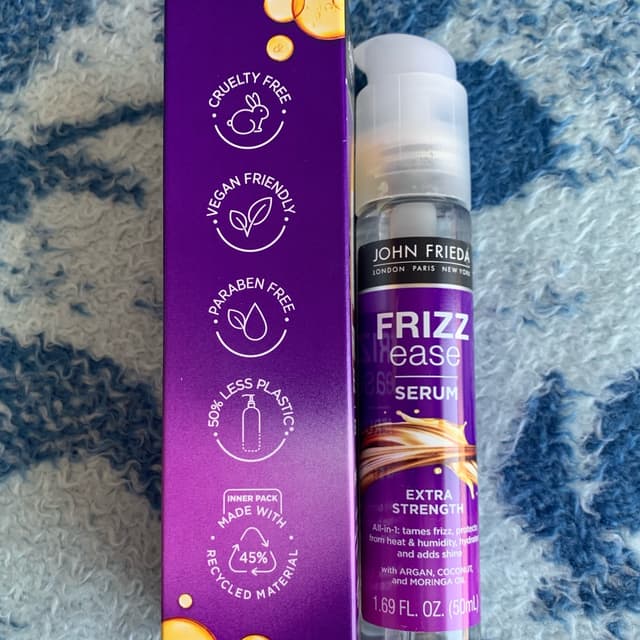 CRUELTY FREE
VEGAN FRIENDLY
PARABEN FREE
50% LESS PLASTIC
INNER PACK
MADE WITH
45%
RECYCLED MATERIAL
JOHN FRIEDA
LONDON PARIS NEW YORK
FRIZZ
ease
SERUM
EXTRA
STRENGTH
All-in-1: tames frizz, protects
from heat & humidity, hydrates
and adds shine
with ARGAN, COCONUT,
and MORINGA OIL
1.69 FL. OZ. (50mL)